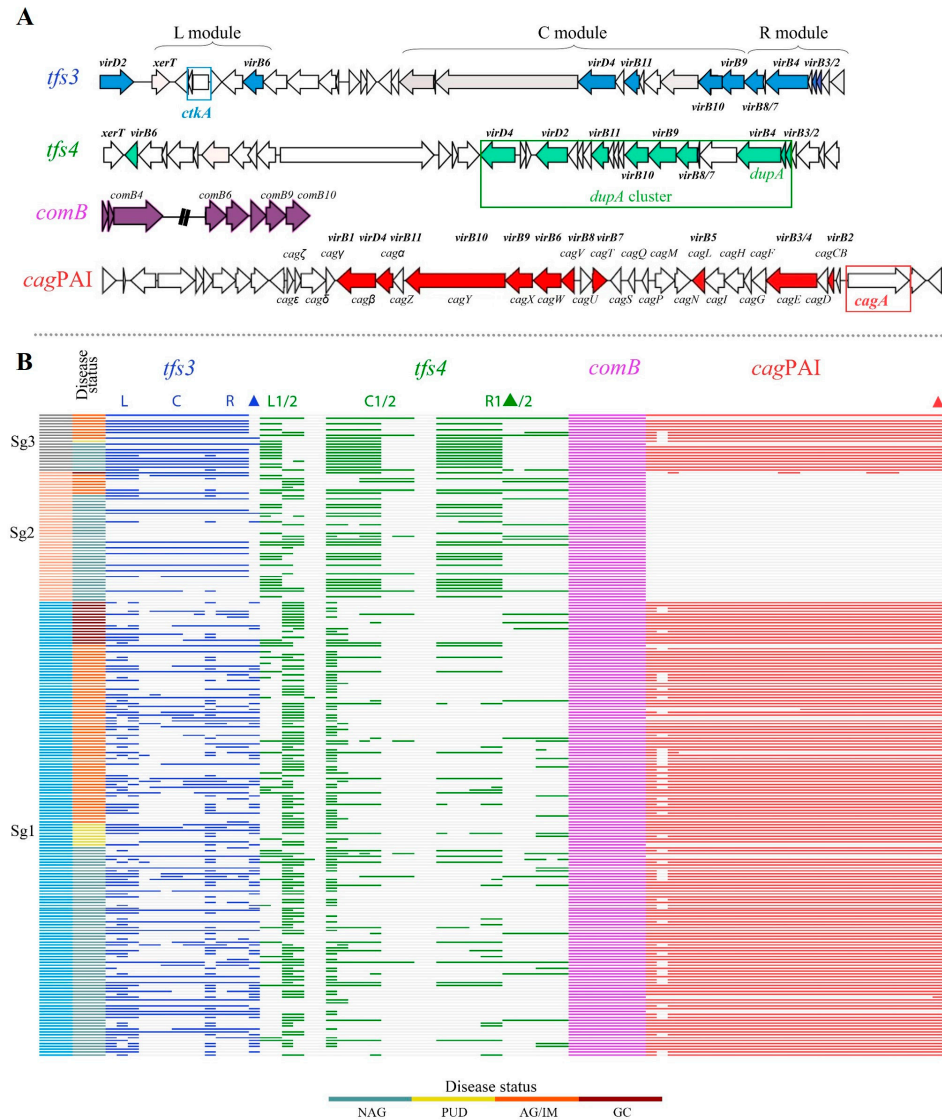 A
L module
C module
R module
virD2
xerT
virB6
virD4
virB11
virB9
virB4
virB3/2
tfs3
ctkA
virB10
virB8/7
xerT
virB6
virD4
virD2
virB11
virB9
virB4
virB3/2
tfs4
virB10
virB8/7
dupA
dupA cluster
comB4
comB6
comB9
comB10
comB
virB1
virD4
virB11
virB10
virB9
virB6
virB8
virB7
virB5
virB3/4
virB2
cagζ
cagγ
cagα
cagV
cagT
cagQ
cagM
cagL
cagH
cagF
cagCB
cagPAI
cagε
cagδ
cagβ
cagZ
cagY
cagX
cagW
cagU
cagS
cagP
cagN
cagI
cagG
cagE
cagD
cagA
B
Disease status
tfs3
tfs4
comB
cagPAI
L
C
R
L1/2
C1/2
R1
/2
Sg3
Sg2
Sg1
Disease status
NAG
PUD
AG/IM
GC